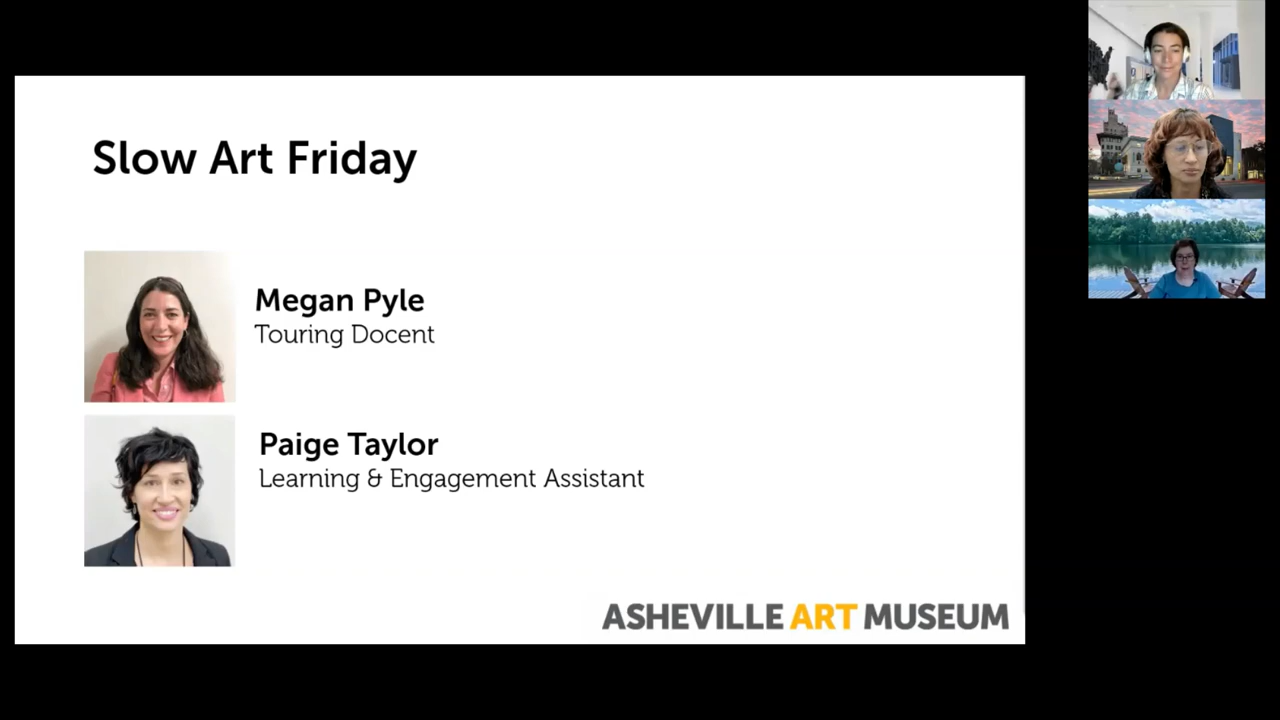 Slow Art Friday
Megan Pyle
Touring Docent
Paige Taylor
Learning & Engagement Assistant
ASHEVILLE ART MUSEUM